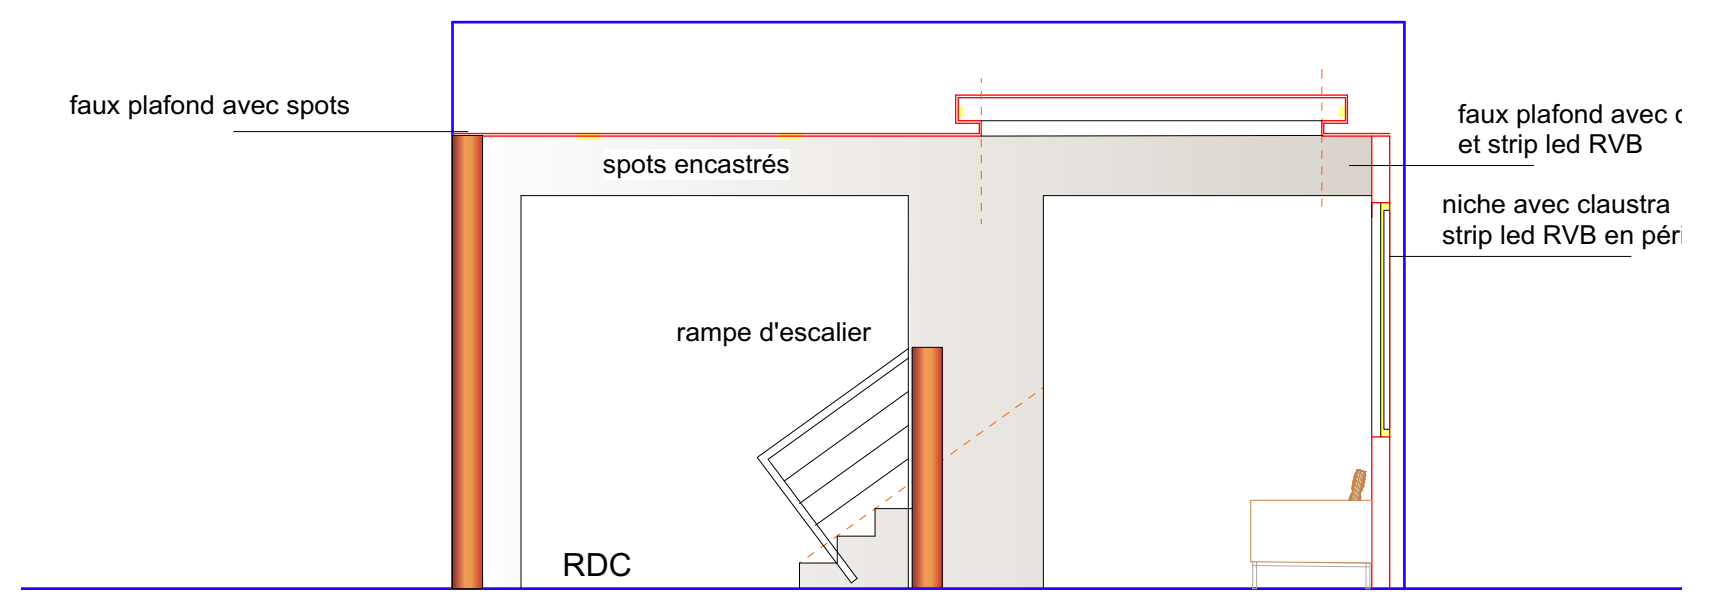 faux plafond avec spots
faux plafond avec
et strip led RVB
spots encastrés
niche avec claustra
strip led RVB en
rampe d'escalier
RDC